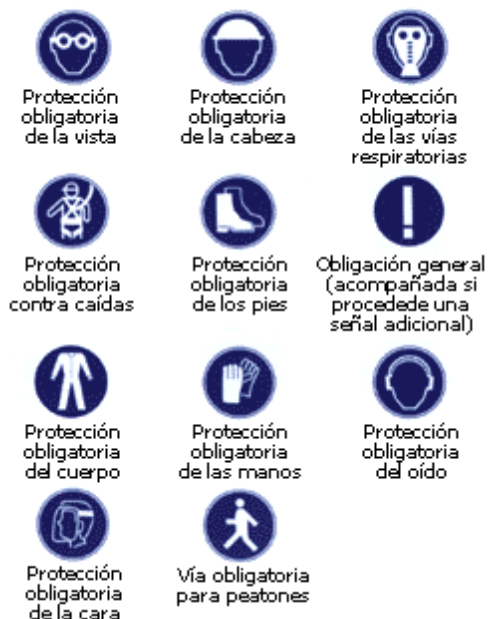 Protección
obligatoria
de la vista
Protección
obligatoria
de la cabeza
Protección
obligatoria
de las vías
respiratorias
Protección
obligatoria
contra caídas
Protección
obligatoria
de los pies
Obligación general
(acompañada si
procedede una
señal adicional)
Protección
obligatoria
del cuerpo
Protección
obligatoria
de las manos
Protección
obligatoria
del oído
Protección
obligatoria
de la cara
Vía obligatoria
para peatones